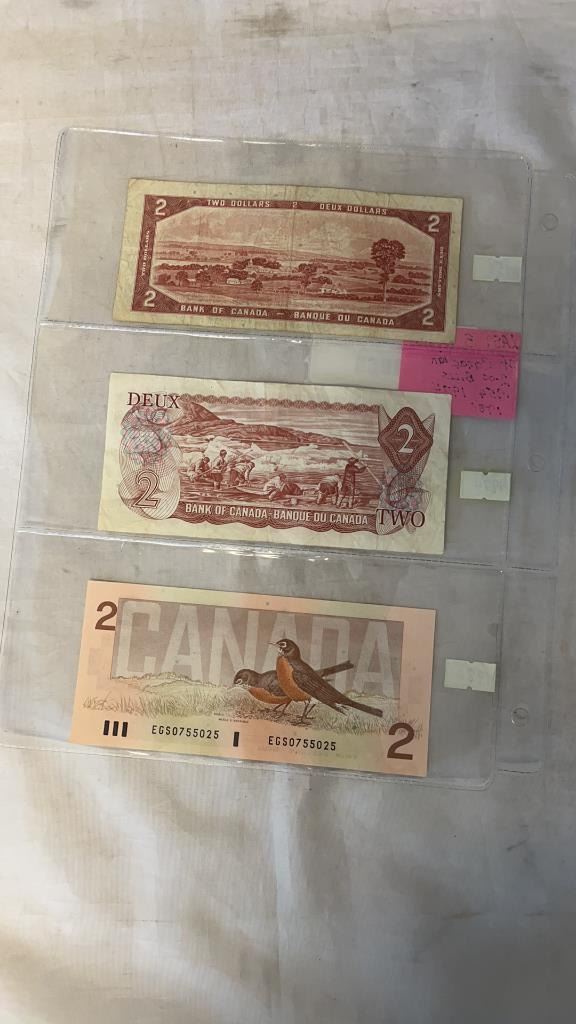 TWO DOLLARS 2 DEUX DOLLARS
2 2
2 2
BANK OF CANADA — BANQUE DU CANADA
DEUX
2
2
BANK OF CANADA-BANQUE DU CANADA
TWO
2 CANADA
EGS0755025 EGS0755025
2